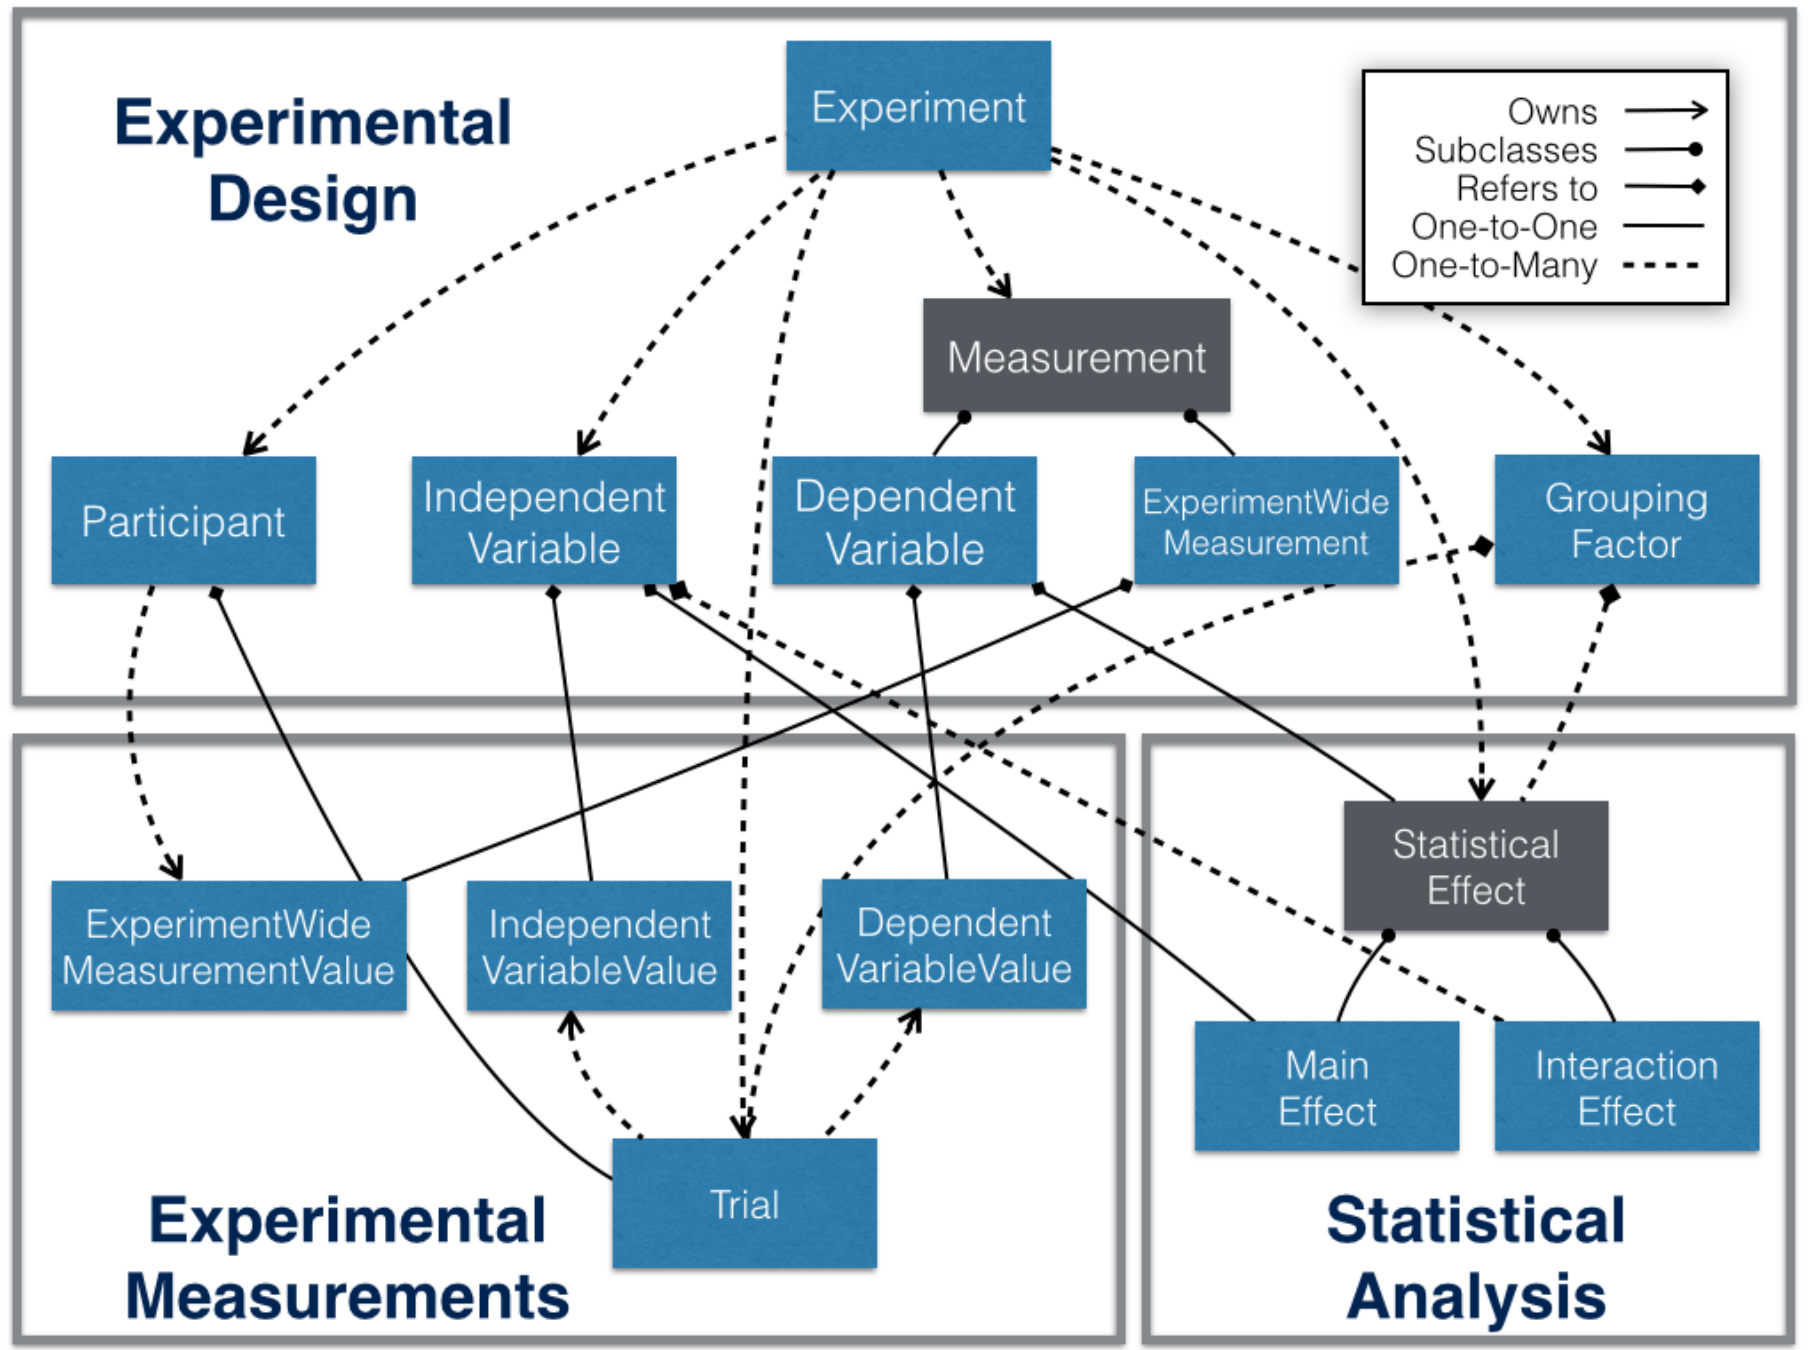 Experimental
Design
Experiment
Owns
Subclasses
Refers to
One-to-One
One-to-Many
Measurement
Participant
Independent
Variable
Dependent
Variable
ExperimentWide
Measurement
Grouping
Factor
ExperimentWide
MeasurementValue
Independent
VariableValue
Dependent
VariableValue
Trial
Experimental
Measurements
Statistical
Effect
Main
Effect
Interaction
Effect
Statistical
Analysis